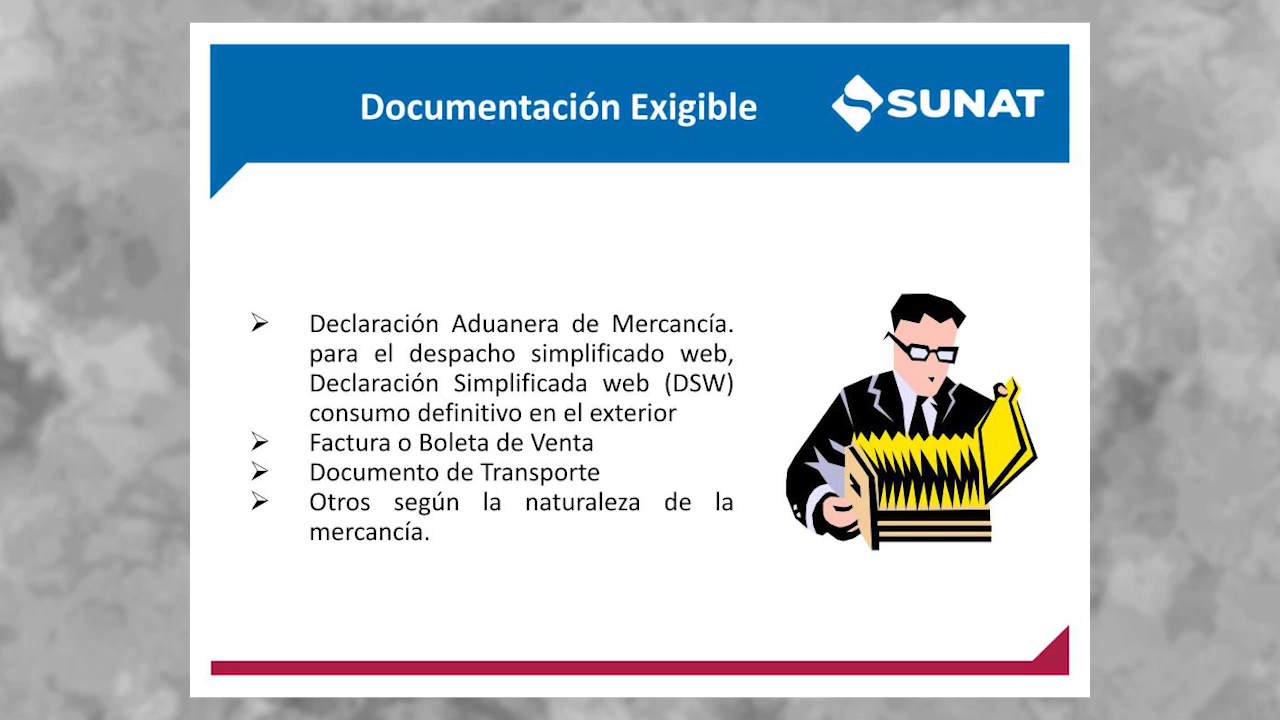 Documentación Exigible
SUNAT
Declaración Aduanera de Mercancía.
para el despacho simplificado web,
Declaración Simplificada web (DSW)
consumo definitivo en el exterior
Factura o Boleta de Venta
Documento de Transporte
Otros según la naturaleza de la
mercancía.